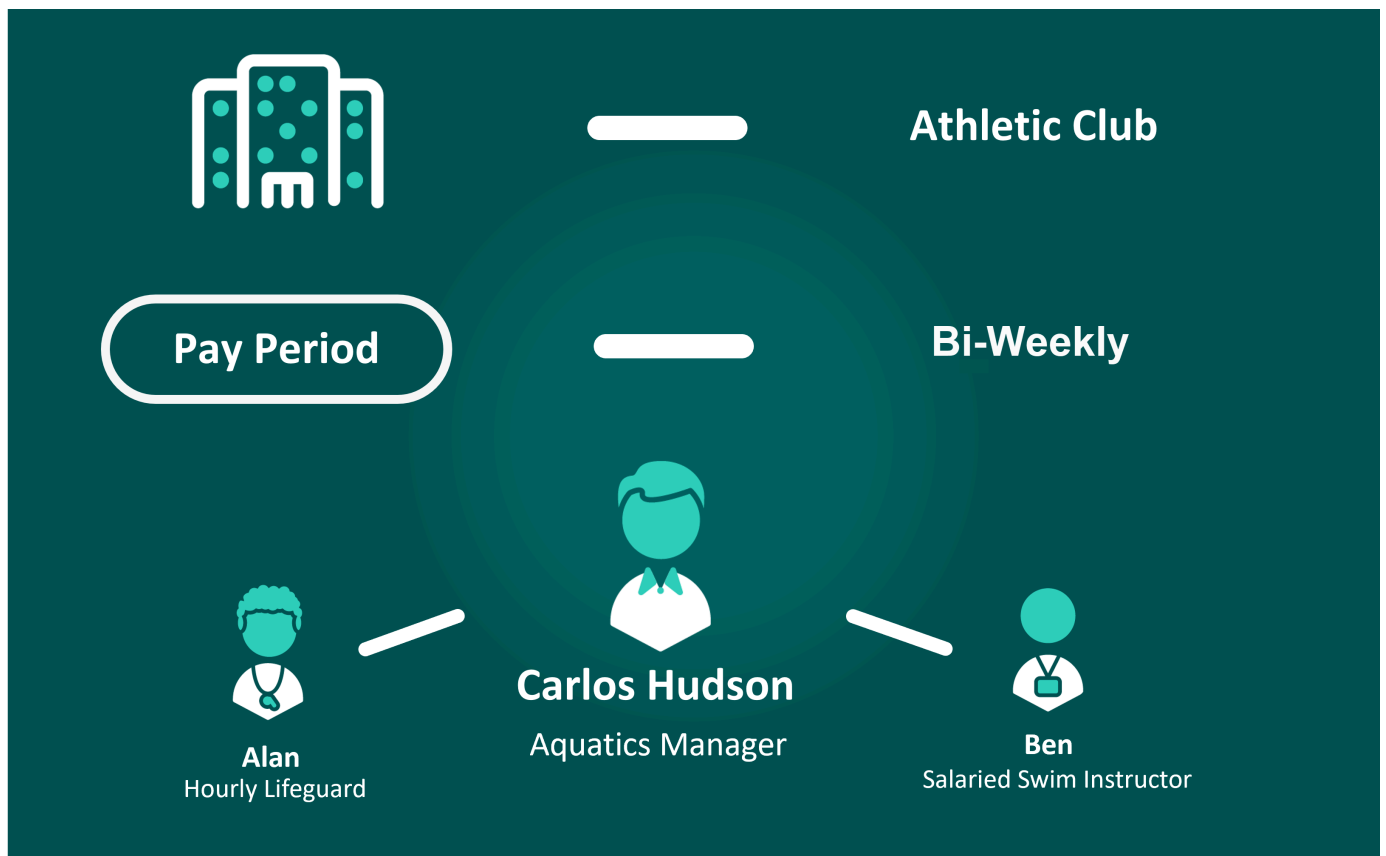 Athletic Club
Pay Period
Bi-Weekly
Carlos Hudson
Aquatics Manager
Alan
Hourly Lifeguard
Ben
Salaried Swim Instructor